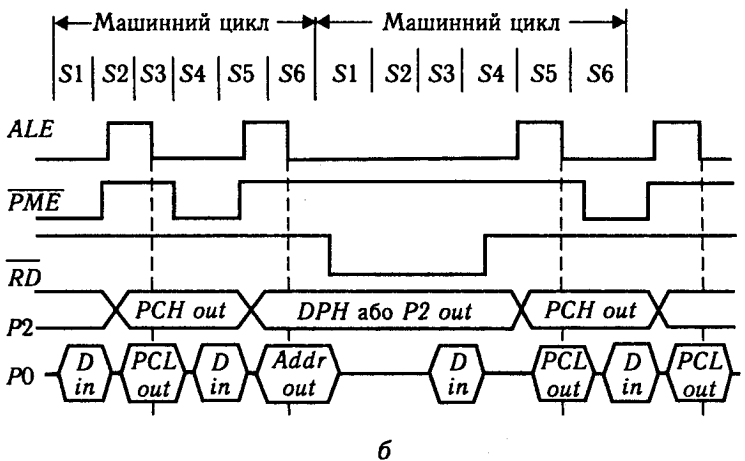 Машинний цикл Машинний цикл
S1 S2 S3 S4 S5 S6 S1 S2 S3 S4 S5 S6
ALE
PME
RD
P2 PCH out DPH або P2 out PCH out
P0 D in PCL out D in Addr out D in PCL out D in PCL out
б